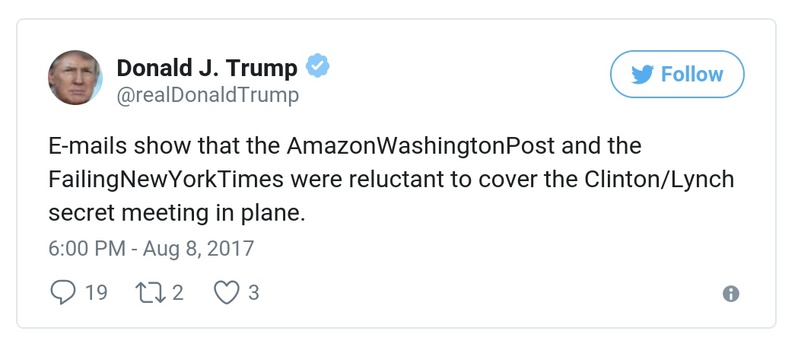 Donald J. Trump
Follow
@realDonaldTrump
E-mails show that the AmazonWashingtonPost and the
FailingNewYorkTimes were reluctant to cover the Clinton/Lynch
secret meeting in plane.
6:00 PM - Aug 8, 2017
19 2 3